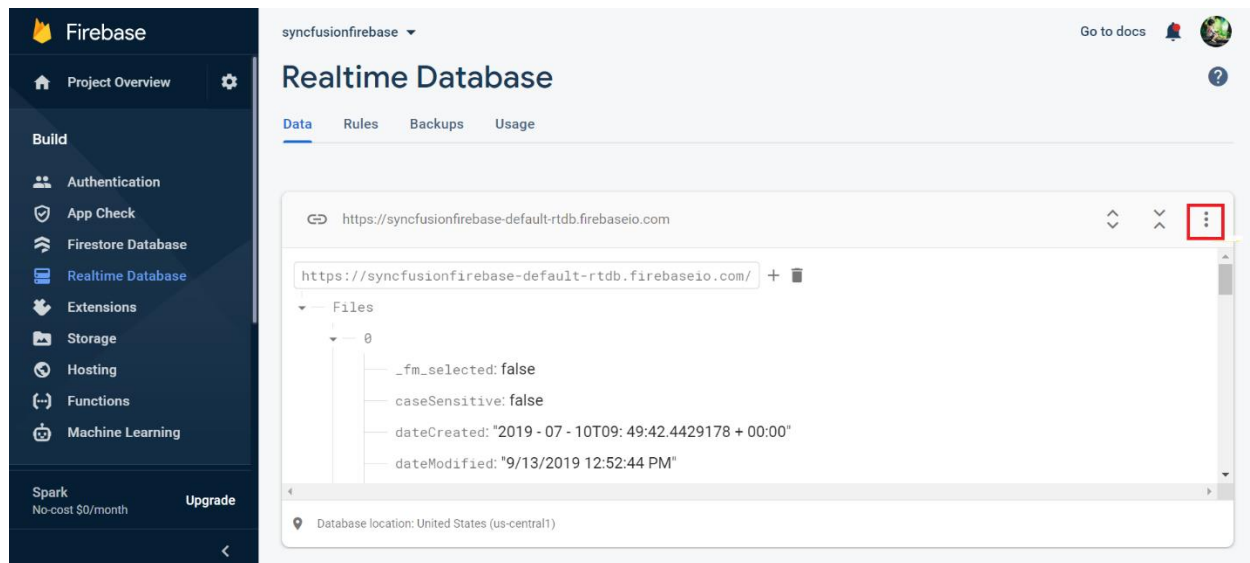 Firebase
Project Overview
Build
Authentication
App Check
Firestore Database
Realtime Database
Extensions
Storage
Hosting
Functions
Machine Learning
Spark
No-cost $0/month
Upgrade
syncfusionfirebase
Go to docs
Realtime Database
Data Rules Backups Usage
https://syncfusionfirebase-default-rtdb.firebaseio.com
https://syncfusionfirebase-default-rtdb.firebaseio.com/
Files
0
_fm_selected: false
caseSensitive: false
dateCreated: "2019 - 07 - 10T09: 49:42.4429178 + 00:00"
dateModified: "9/13/2019 12:52:44 PM"
Database location: United States (us-central1)